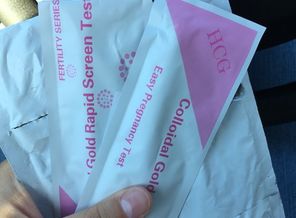 FERTILITY SERIES
Gold Rapid Screen Test
HCG
Easy Pregnancy Test
Colloidal Gold